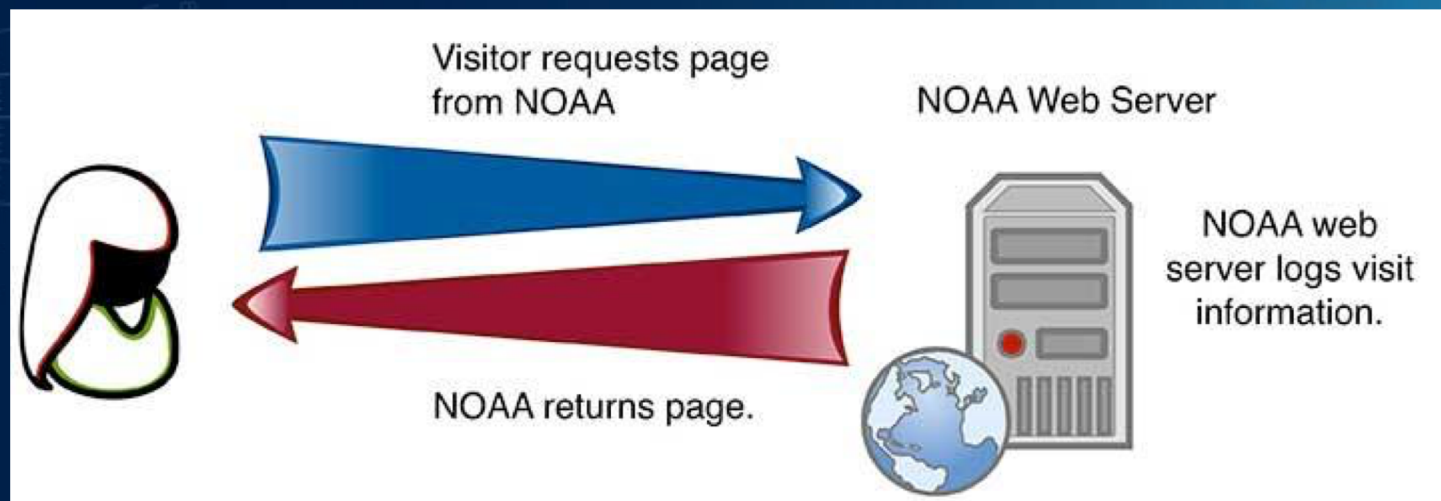 Visitor requests page
from NOAA
NOAA Web Server
NOAA web
server logs visit
information.
NOAA returns page.